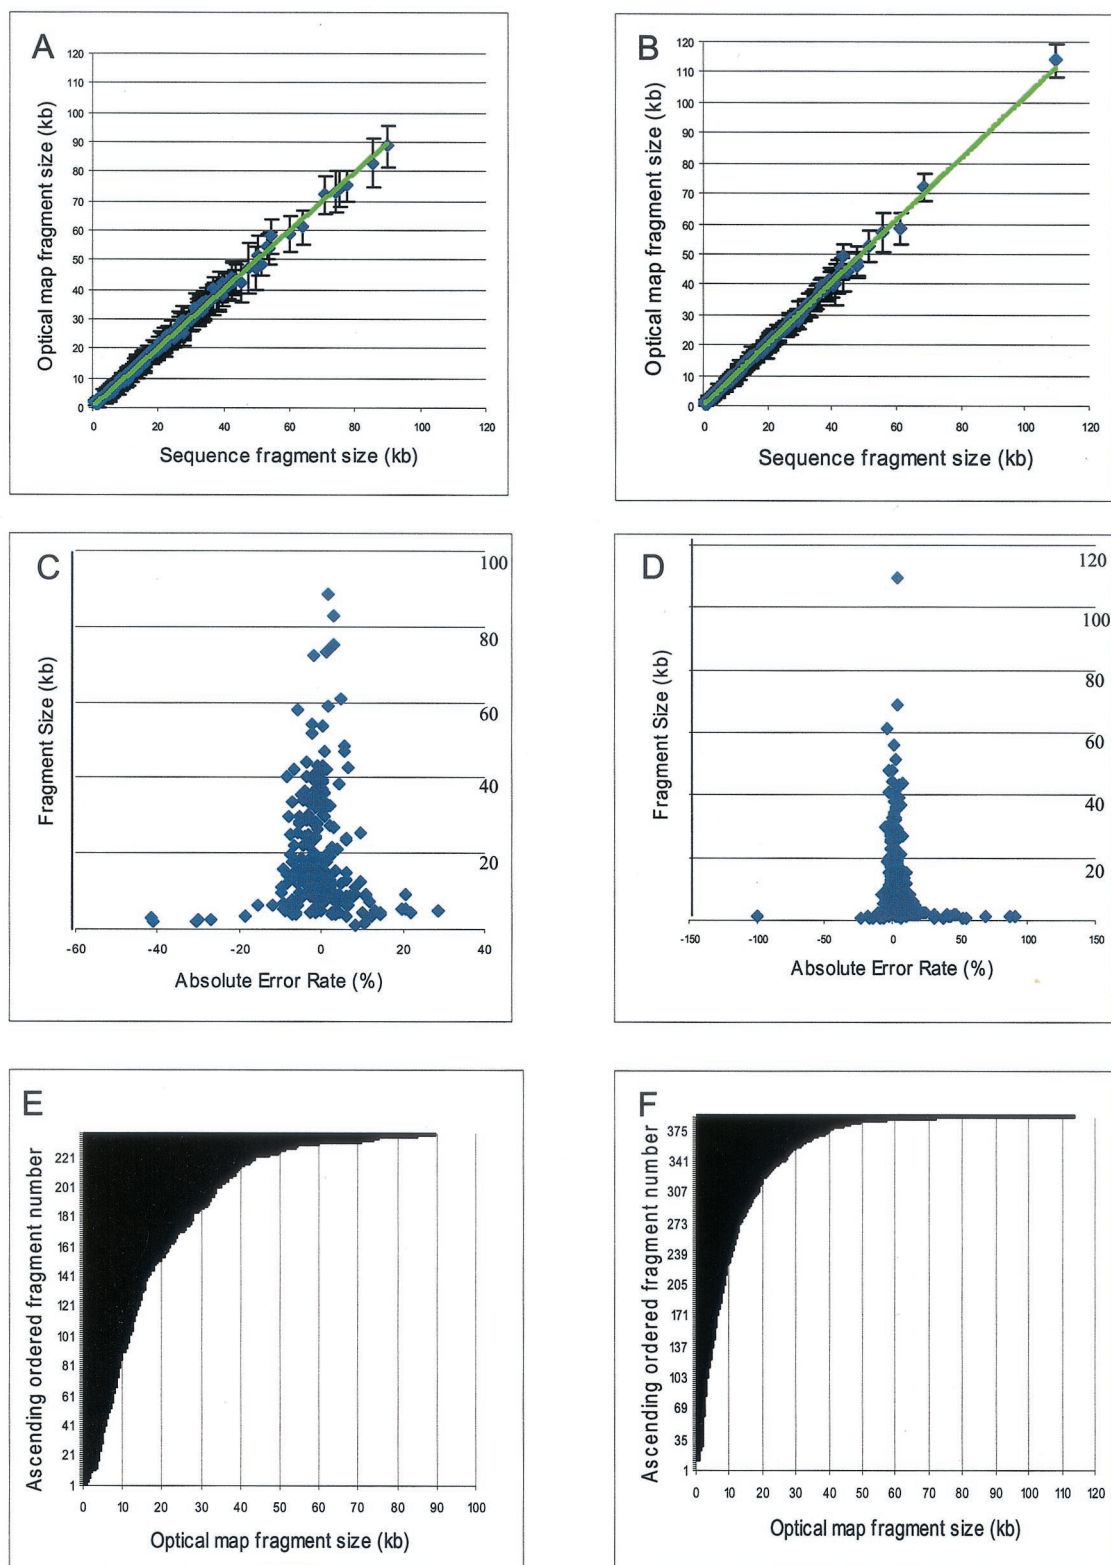 A
Optical map fragment size (kb)
120
110
100
90
80
70
60
50
40
30
20
10
0
0 20 40 60 80 100 120
Sequence fragment size (kb)
B
Optical map fragment size (kb)
120
110
100
90
80
70
60
50
40
30
20
10
0
0 20 40 60 80 100 120
Sequence fragment size (kb)
C
Fragment Size (kb)
100
80
60
40
20
-60 -40 -20 0 20 40
Absolute Error Rate (%)
D
Fragment Size (kb)
120
100
80
60
40
20
-150 -100 -50 0 50 100 150
Absolute Error Rate (%)
E
Ascending ordered fragment number
221
201
181
161
141
121
101
81
61
41
21
1
0 10 20 30 40 50 60 70 80 90 100
Optical map fragment size (kb)
F
Ascending ordered fragment number
375
341
307
273
239
205
171
137
103
69
35
1
0 10 20 30 40 50 60 70 80 90 100 110 120
Optical map fragment size (kb)